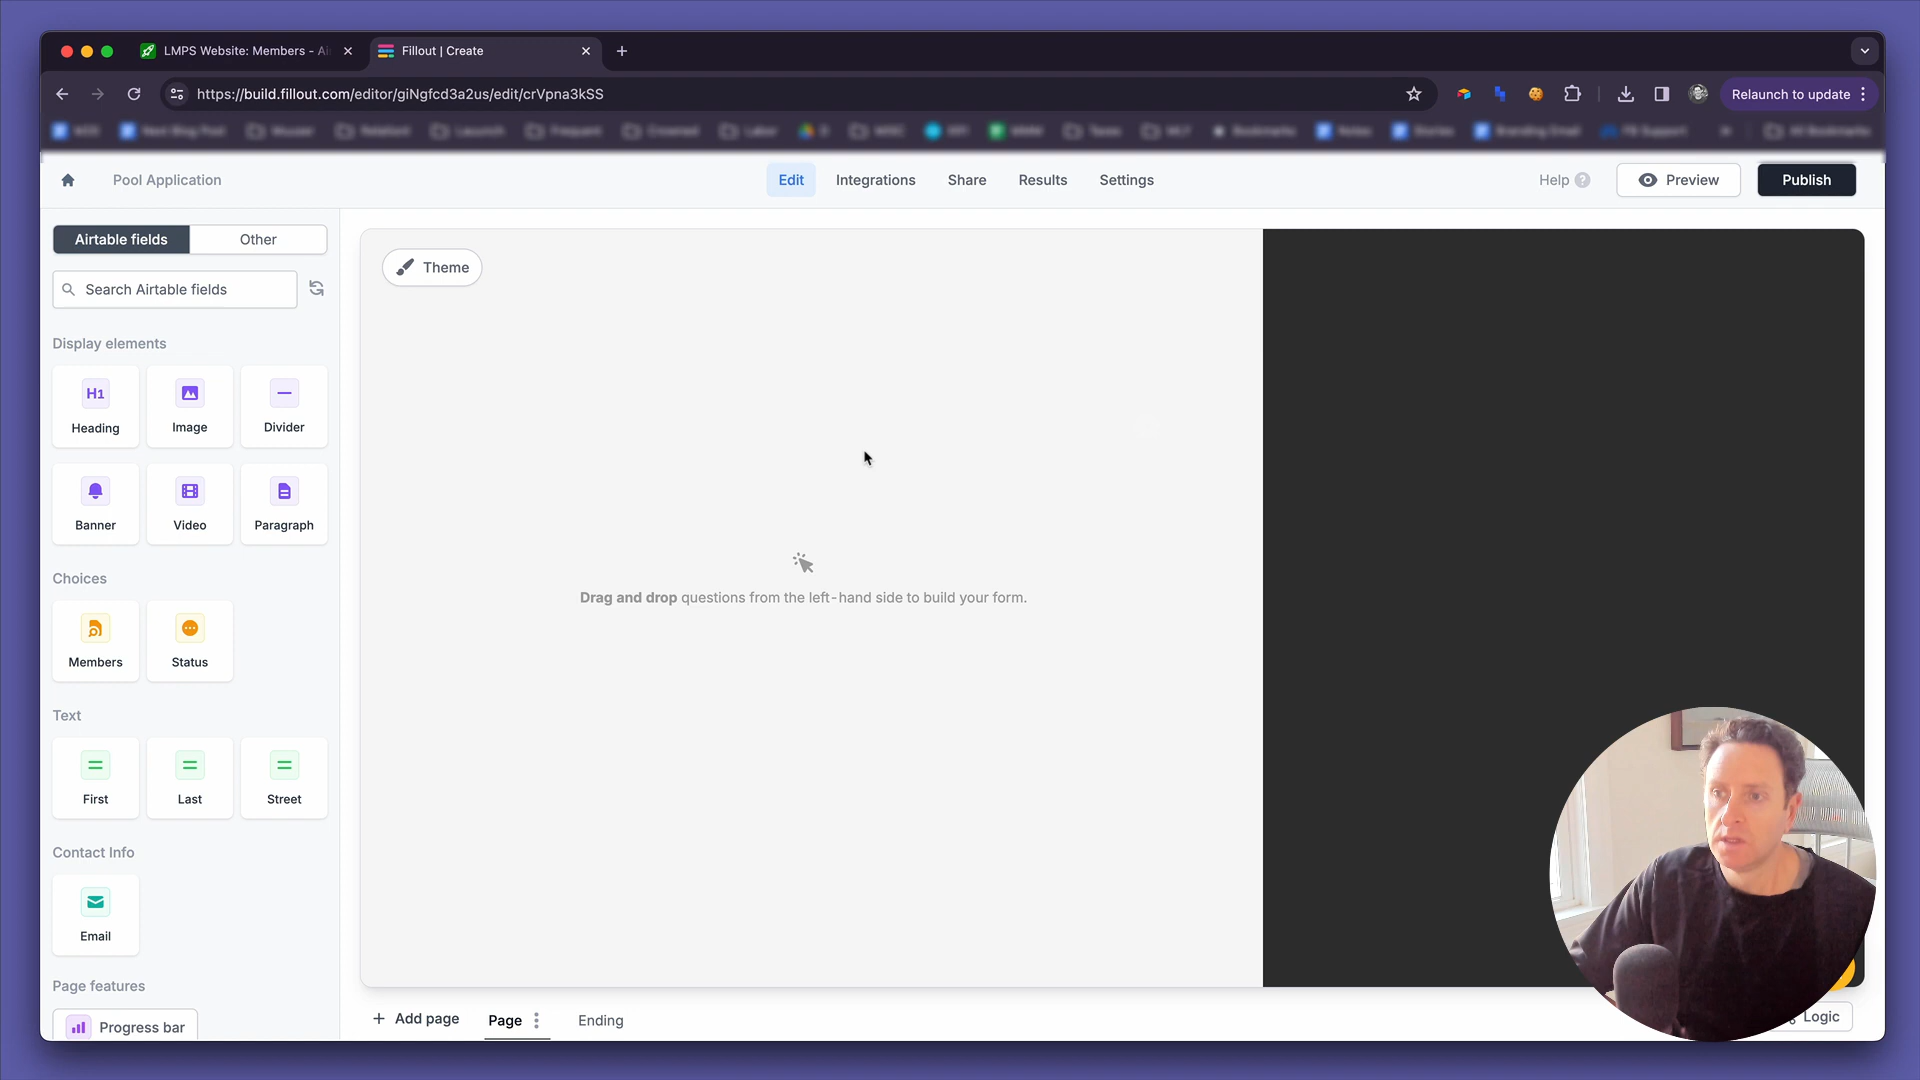 LMPS Website: Members - Ai
Fillout | Create
https://build.fillout.com/editor/giNgfcd3a2us/edit/crVpna3kSS
Relaunch to update
Pool Application
Edit
Integrations
Share
Results
Settings
Help
Preview
Publish
Airtable fields
Other
Search Airtable fields
Theme
Display elements
H1
Heading
Image
Divider
Banner
Video
Paragraph
Drag and drop questions from the left-hand side to build your form.
Choices
Members
Status
Text
First
Last
Street
Contact Info
Email
Page features
Progress bar
+ Add page
Page
Ending
Logic